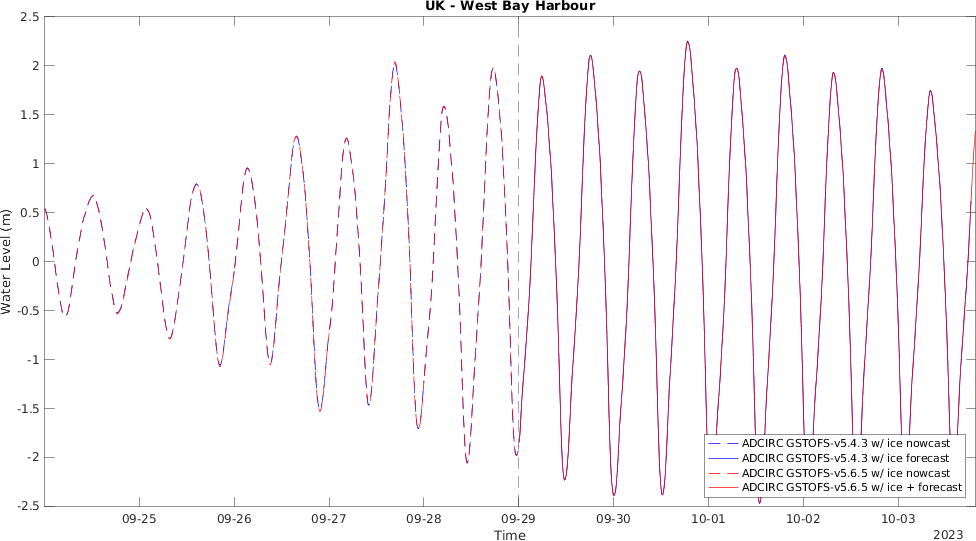 UK - West Bay Harbour
2.5
2
1.5
1
0.5
0
-0.5
-1
-1.5
-2
-2.5
Water Level (m)
ADCIRC GSTOFS-v5.4.3 w/ ice nowcast
ADCIRC GSTOFS-v5.4.3 w/ ice forecast
ADCIRC GSTOFS-v5.6.5 w/ ice nowcast
ADCIRC GSTOFS-v5.6.5 w/ ice + forecast
09-25 09-26 09-27 09-28 09-29 09-30 10-01 10-02 10-03
Time
2023